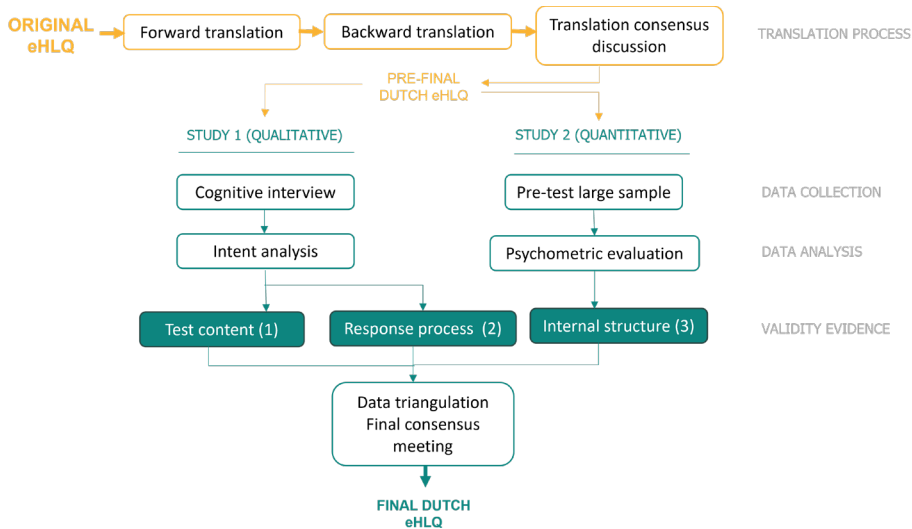 ORIGINAL
eHLQ
Forward translation
Backward translation
Translation consensus
discussion
TRANSLATION PROCESS
PRE-FINAL
DUTCH eHLQ
STUDY 1 (QUALITATIVE)
STUDY 2 (QUANTITATIVE)
Cognitive interview
Pre-test large sample
DATA COLLECTION
Intent analysis
Psychometric evaluation
DATA ANALYSIS
Test content (1)
Response process (2)
Internal structure (3)
VALIDITY EVIDENCE
Data triangulation
Final consensus
meeting
FINAL DUTCH
eHLQ